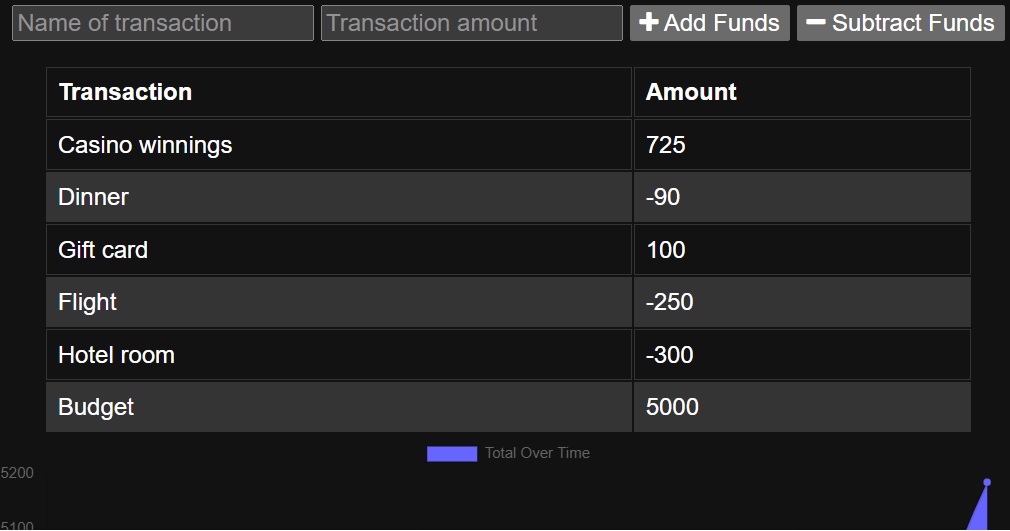 Name of transaction Transaction amount Add Funds Subtract Funds
Transaction Amount
Casino winnings 725
Dinner -90
Gift card 100
Flight -250
Hotel room -300
Budget 5000
Total Over Time
5200
5100